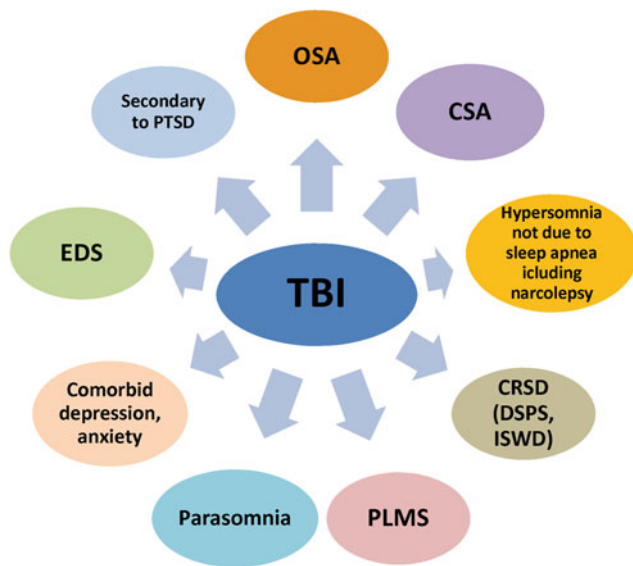 OSA
Secondary
to PTSD
CSA
Hypersomnia
not due to
sleep apnea
icluding
narcolepsy
EDS
TBI
Comorbid
depression,
anxiety
CRSD
(DSPS,
ISWD)
Parasomnia
PLMS